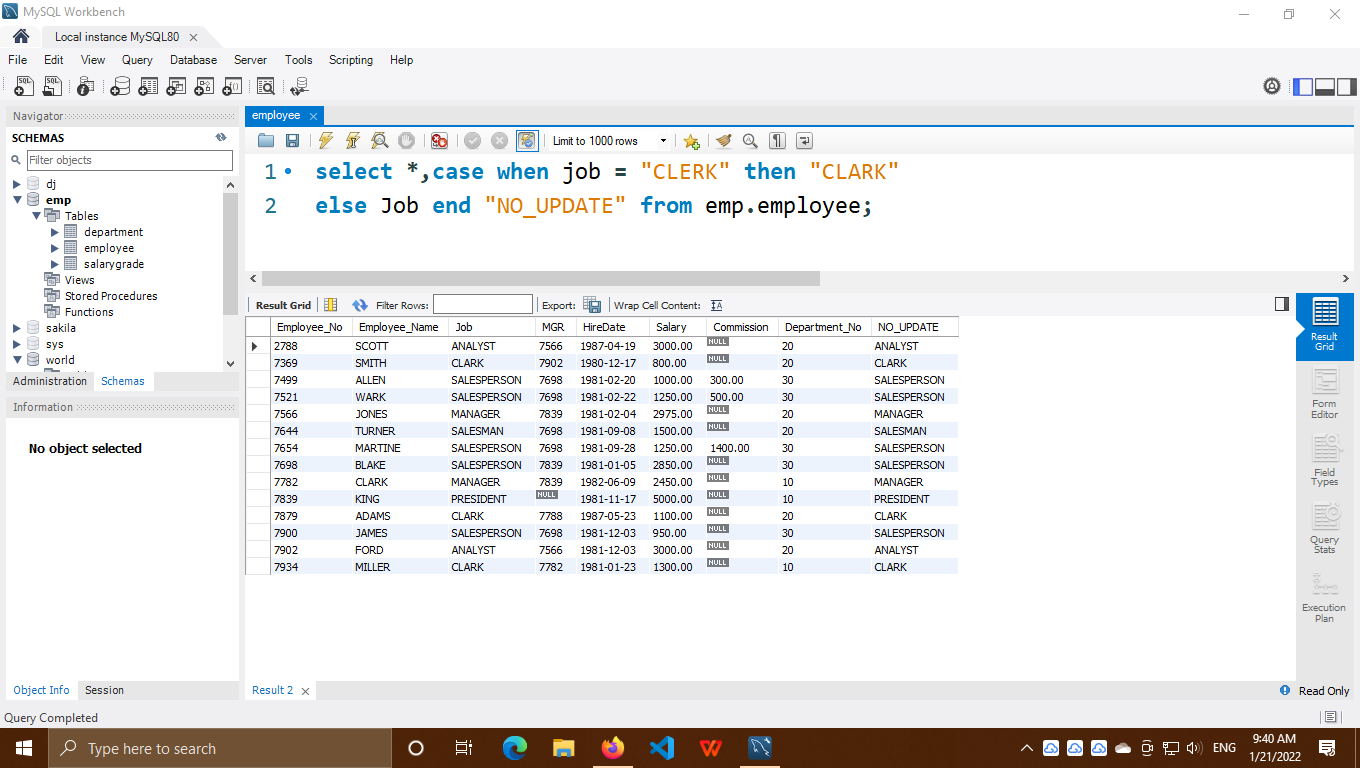 MySQL Workbench
Local instance MySQL80
File Edit View Query Database Server Tools Scripting Help
Navigator
SCHEMAS
Filter objects
dj
emp
Tables
department
employee
salarygrade
Views
Stored Procedures
Functions
sakila
sys
world
Administration Schemas
Information
No object selected
Object Info Session
employee
Limit to 1000 rows
1 select *,case when job = "CLERK" then "CLARK"
2 else Job end "NO_UPDATE" from emp.employee;
Result Grid Filter Rows: Export: Wrap Cell Content:
Employee_No Employee_Name Job MGR HireDate Salary Commission Department_No NO_UPDATE
2788 SCOTT ANALYST 7566 1987-04-19 3000.00 NULL 20 ANALYST
7369 SMITH CLARK 7902 1980-12-17 800.00 NULL 20 CLARK
7499 ALLEN SALESPERSON 7698 1981-02-20 1000.00 300.00 30 SALESPERSON
7521 WARK SALESPERSON 7698 1981-02-22 1250.00 500.00 30 SALESPERSON
7566 JONES MANAGER 7839 1981-02-04 2975.00 NULL 20 MANAGER
7644 TURNER SALESMAN 7698 1981-09-08 1500.00 NULL 20 SALESMAN
7654 MARTINE SALESPERSON 7698 1981-09-28 1250.00 1400.00 30 SALESPERSON
7698 BLAKE SALESPERSON 7839 1981-01-05 2850.00 NULL 30 SALESPERSON
7782 CLARK MANAGER 7839 1982-06-09 2450.00 NULL 10 MANAGER
7839 KING PRESIDENT NULL 1981-11-17 5000.00 NULL 10 PRESIDENT
7879 ADAMS CLARK 7788 1987-05-23 1100.00 NULL 20 CLARK
7900 JAMES SALESPERSON 7698 1981-12-03 950.00 NULL 30 SALESPERSON
7902 FORD ANALYST 7566 1981-12-03 3000.00 NULL 20 ANALYST
7934 MILLER CLARK 7782 1981-01-23 1300.00 NULL 10 CLARK
Result
Grid
Form
Editor
Field
Types
Query
Stats
Execution
Plan
Result 2
Read Only
Query Completed
Type here to search
ENG
9:40 AM
1/21/2022